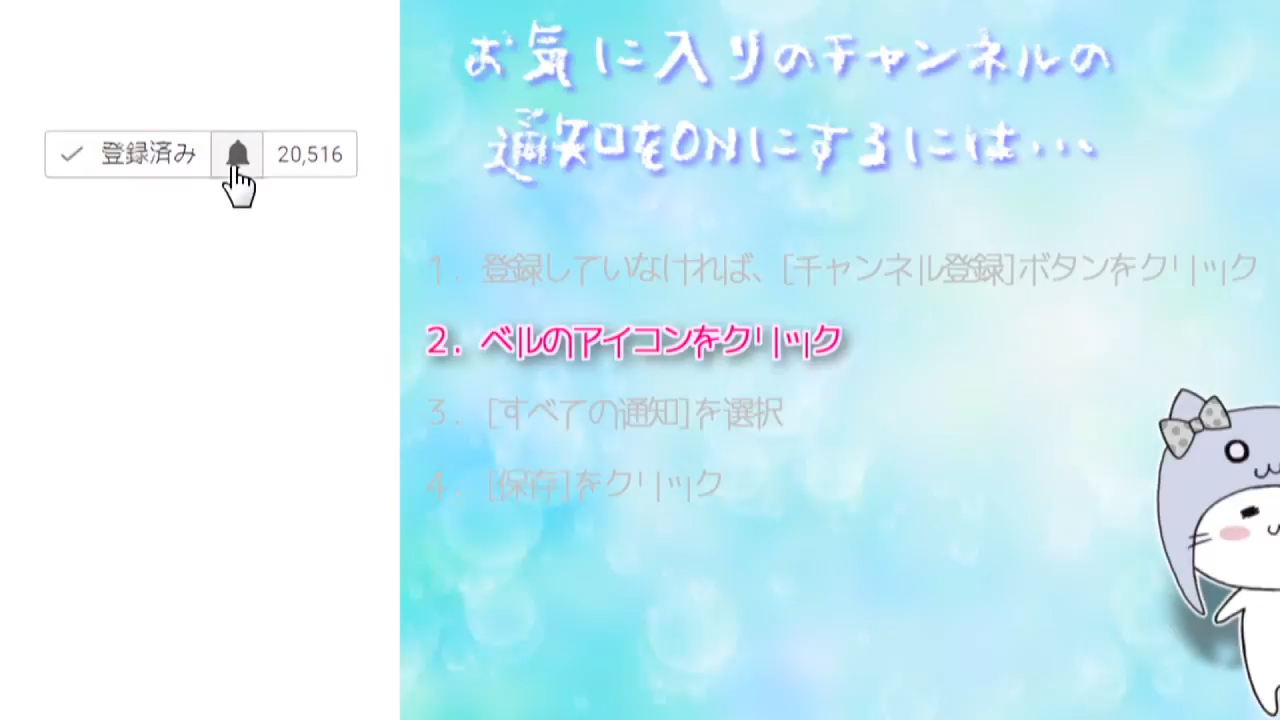 登録済み 20,516
お気に入りのチャンネルの
通知をONにするには…
1. 登録していなければ、[チャンネル登録]ボタンをクリック
2. ベルのアイコンをクリック
3. [すべての通知]を選択
4. [保存]をクリック